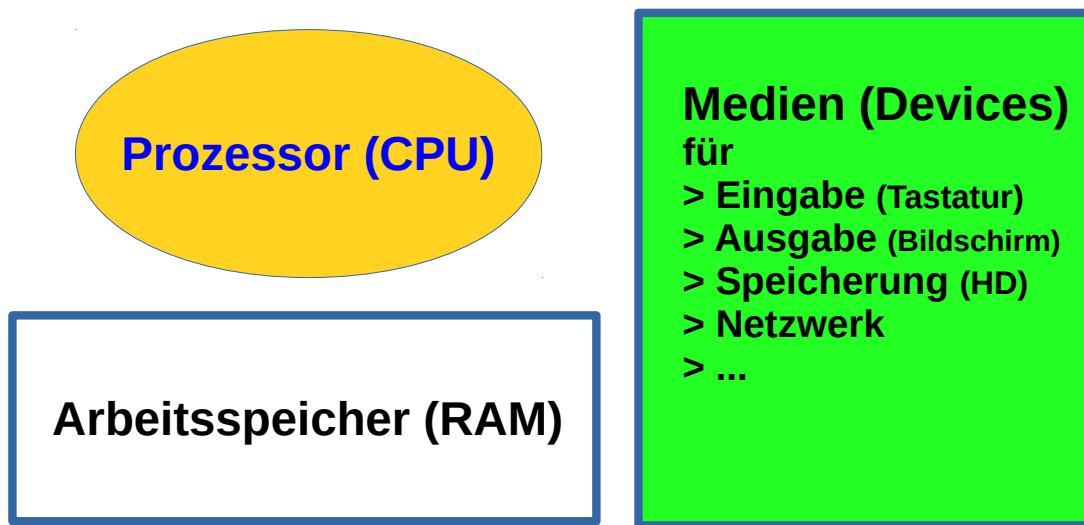 Prozessor (CPU)
Arbeitsspeicher (RAM)
Medien (Devices)
für
> Eingabe (Tastatur)
> Ausgabe (Bildschirm)
> Speicherung (HD)
> Netzwerk
> ...